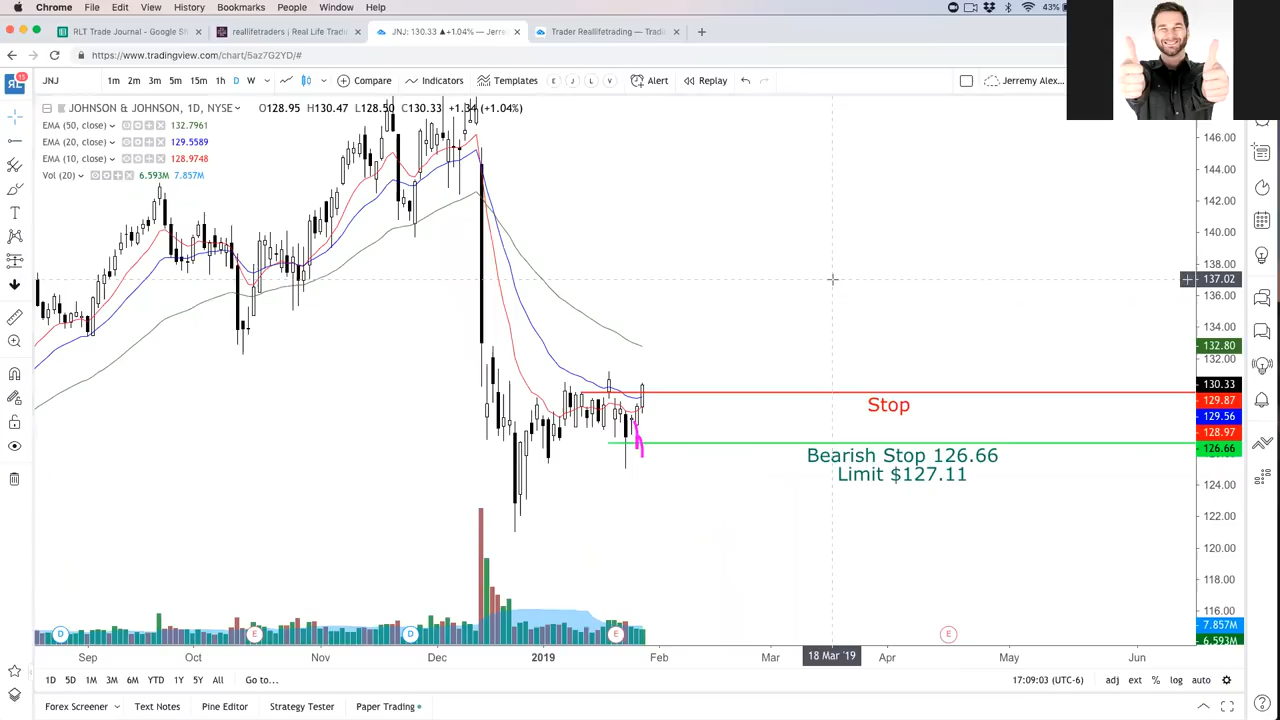 Safari File Edit View History Bookmarks People Window Help 43%
RLT Trade Journal - Google Sh
reallifetraders | Real Life Tradi
JNJ: 130.33 ▲+1.04% — Jerre
Trader Reallifetrading — Tradi
https://www.tradingview.com/chart/5az7G2YD/#
15
JNJ 1m 2m 3m 5m 15m 1h D W Compare Indicators Templates E J L V Alert Replay Jerremy Alex...
JOHNSON & JOHNSON, 1D, NYSE O128.95 H130.47 L128.50 C130.33 +1.34 (+1.04%)
EMA (50, close) 132.7961
EMA (20, close) 129.5589
EMA (10, close) 128.9748
Vol (20) 6.593M 7.857M
146.00
144.00
142.00
140.00
138.00
137.02
136.00
134.00
132.80
132.00
130.33
129.87
129.56
128.97
126.66
124.00
122.00
120.00
118.00
116.00
7.857M
6.593M
Stop
Bearish Stop 126.66
Limit $127.11
D E D E E
Sep Oct Nov Dec 2019 Feb Mar 18 Mar '19 Apr May Jun
1D 5D 1M 3M 6M YTD 1Y 5Y All Go to... 17:09:03 (UTC-6) adj ext % log auto
Forex Screener Text Notes Pine Editor Strategy Tester Paper Trading